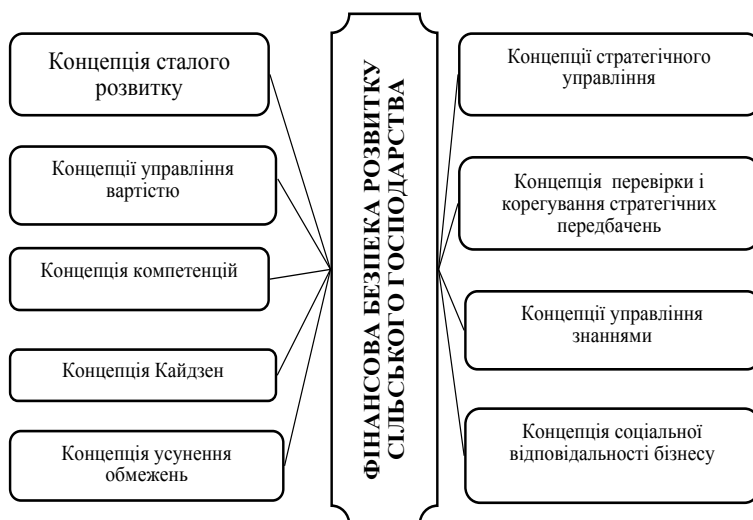 Концепція сталого
розвитку
Концепції управління
вартістю
Концепція компетенцій
Концепція Кайдзен
Концепція усунення
обмежень
ФІНАНСОВА БЕЗПЕКА РОЗВИТКУ
СІЛЬСЬКОГО ГОСПОДАРСТВА
Концепції стратегічного
управління
Концепція перевірки і
корегування стратегічних
передбачень
Концепції управління
знаннями
Концепція соціальної
відповідальності бізнесу